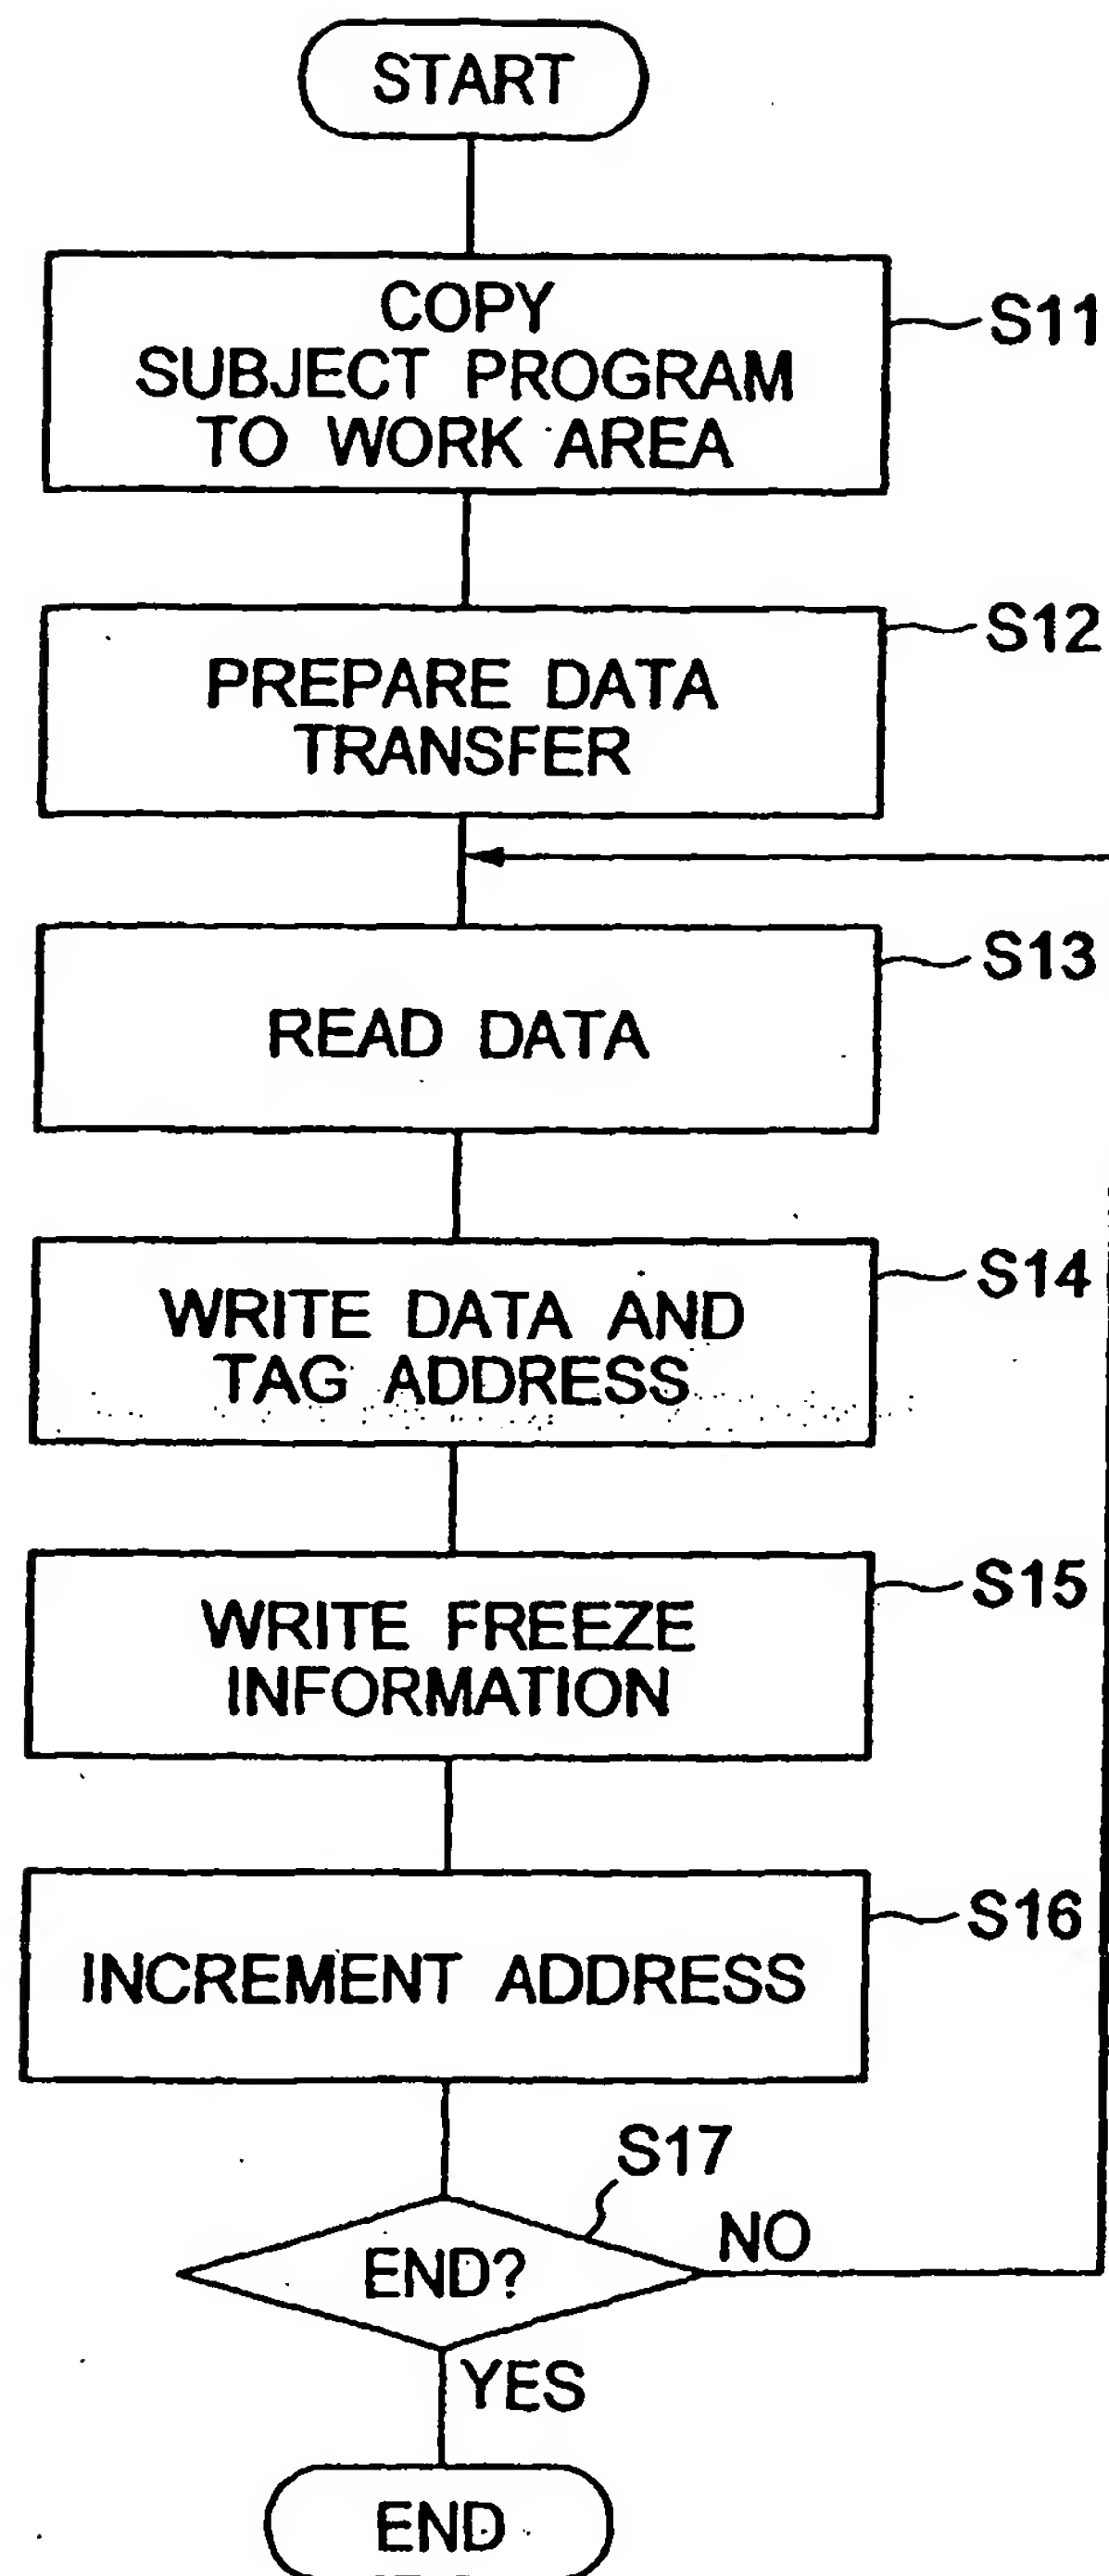 START
COPY
SUBJECT PROGRAM
TO WORK AREA
S11
PREPARE DATA
TRANSFER
S12
READ DATA
S13
WRITE DATA AND
TAG ADDRESS
S14
WRITE FREEZE
INFORMATION
S15
INCREMENT ADDRESS
S16
S17
END?
NO
YES
END